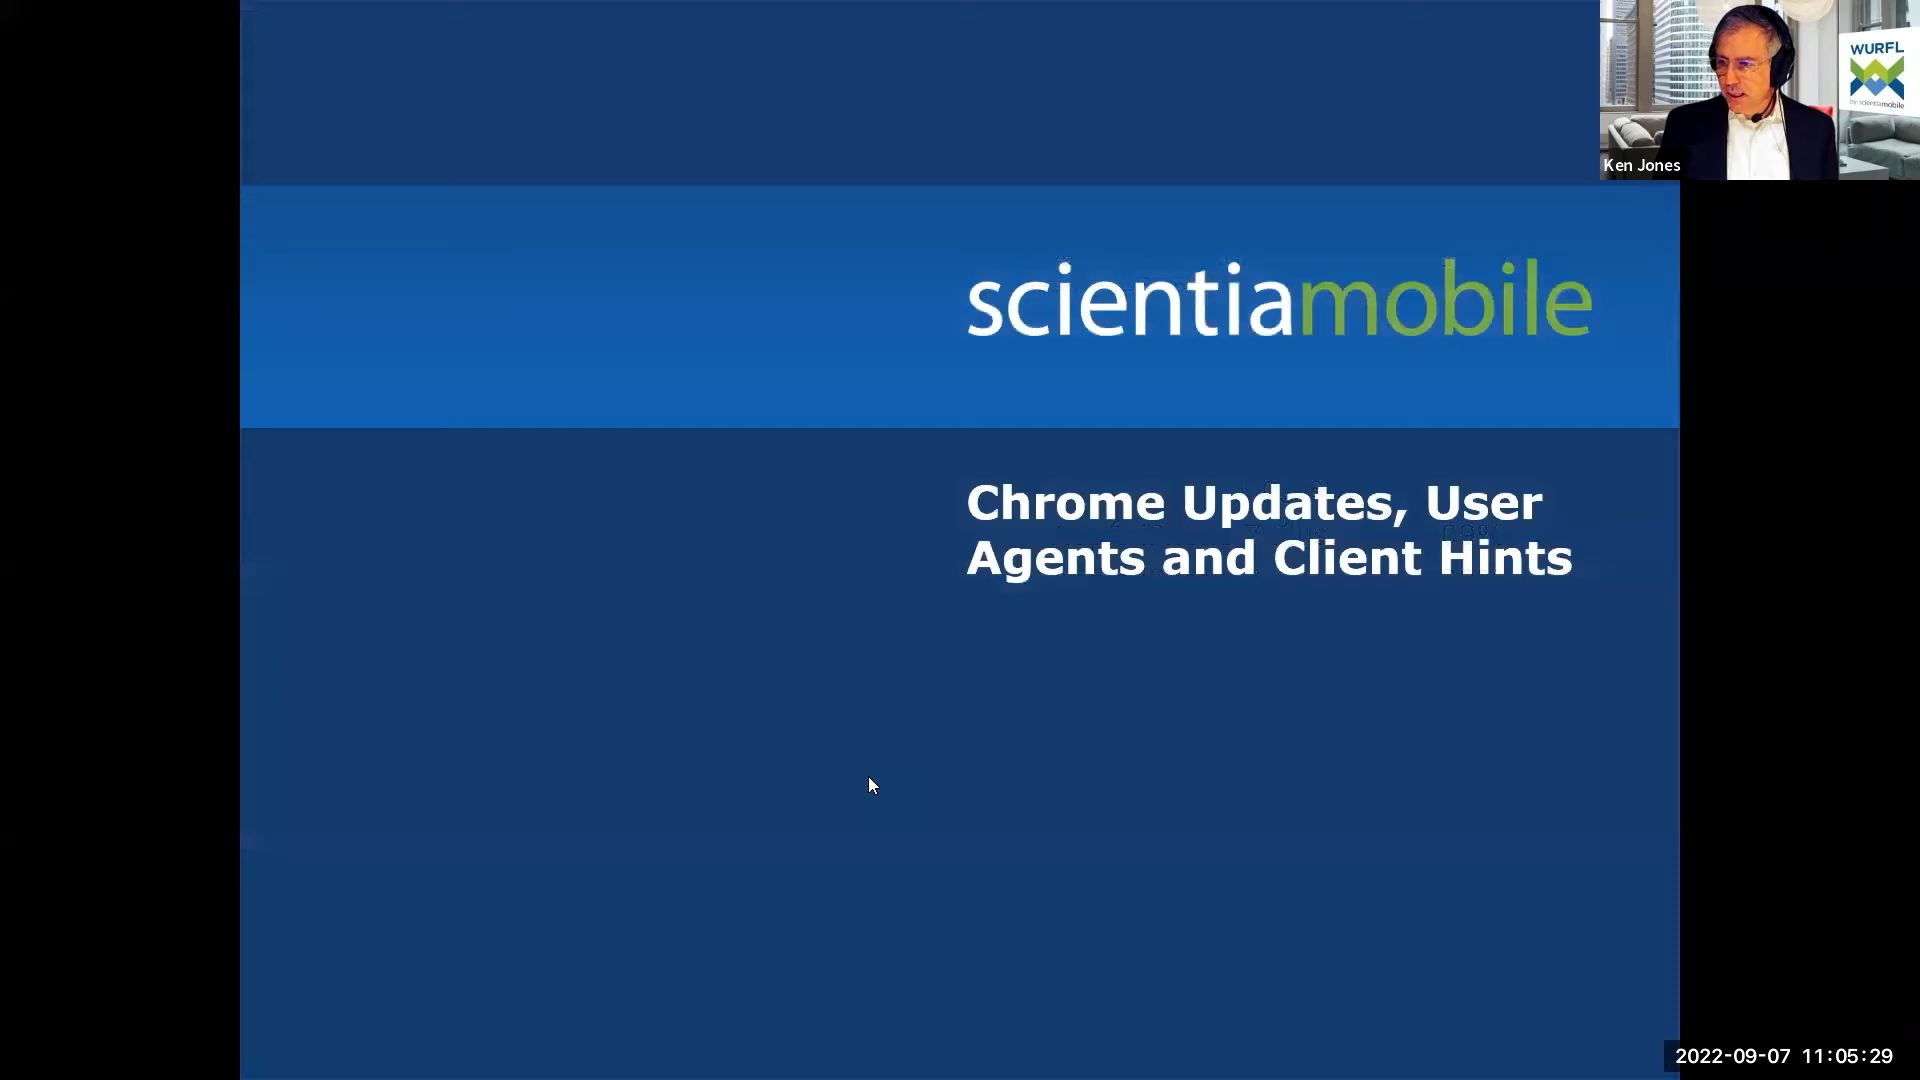 WURFL
by scientiamobile
Ken Jones
scientiamobile
Chrome Updates, User
Agents and Client Hints
2022-09-07 11:05:29